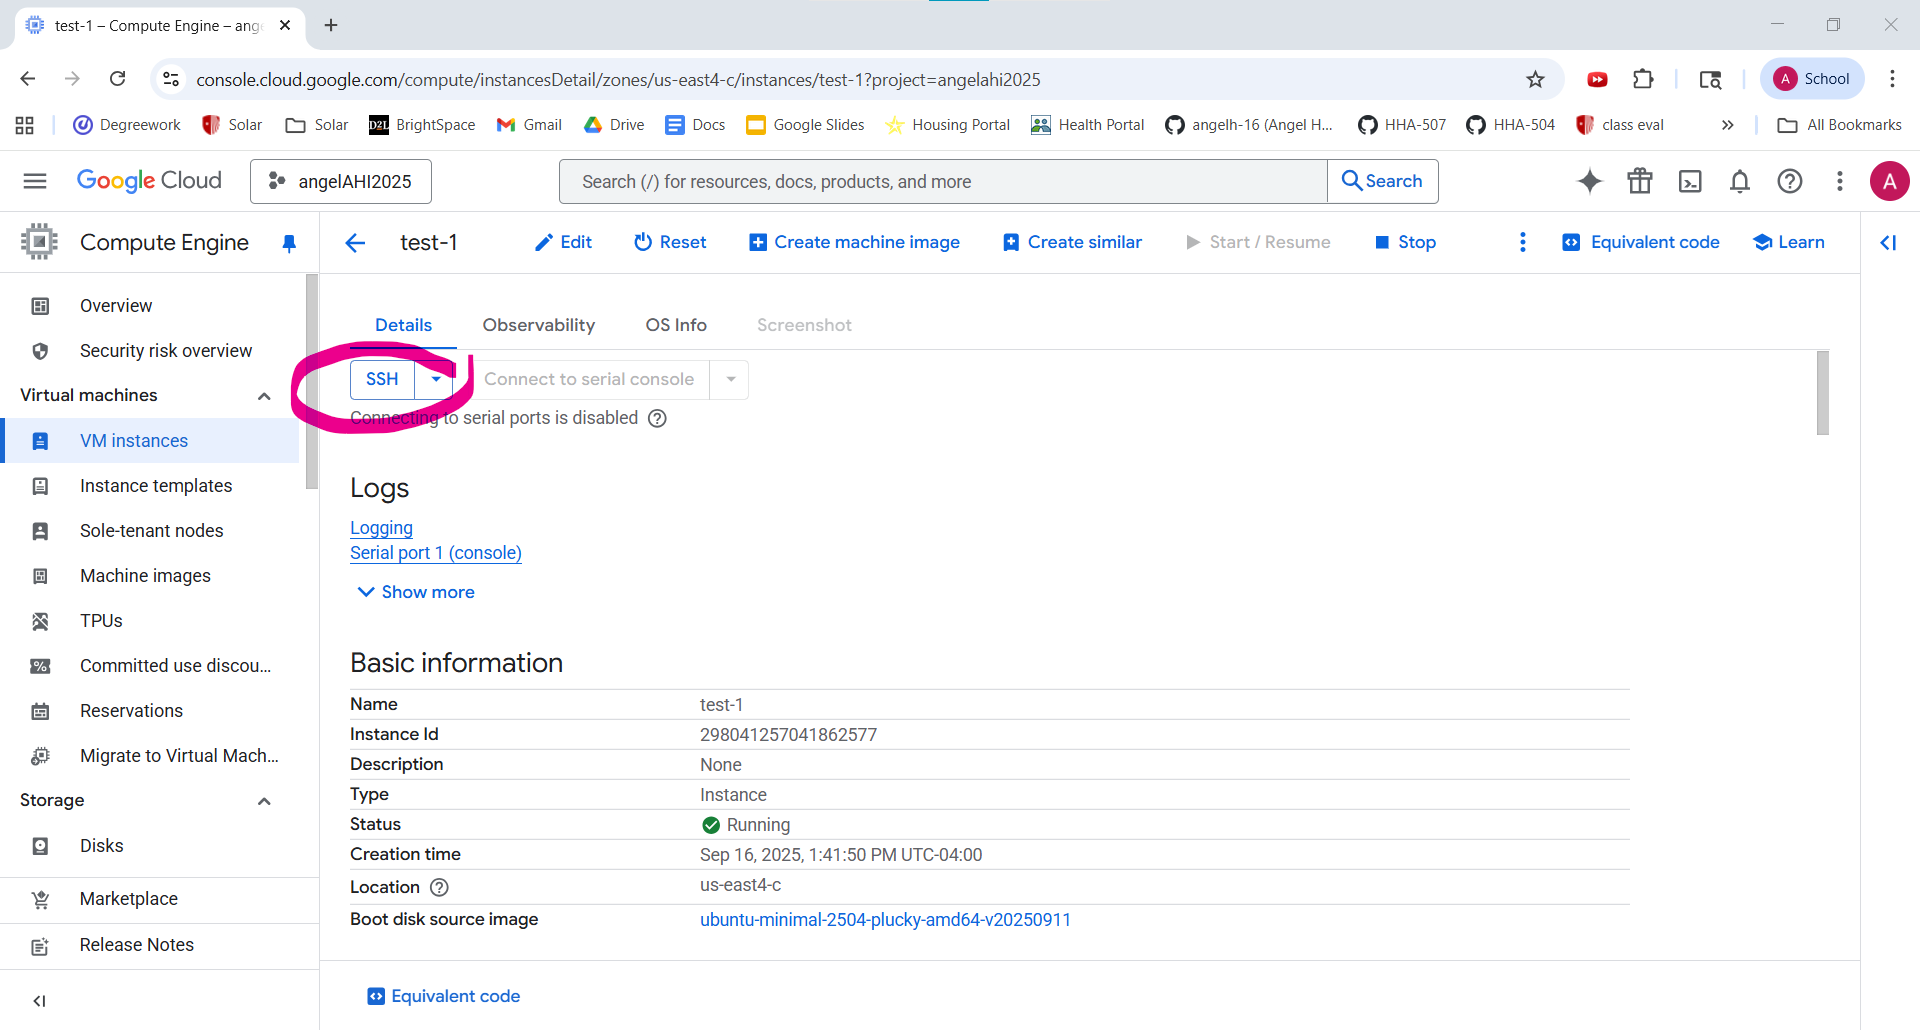 test-1 – Compute Engine – ang
console.cloud.google.com/compute/instancesDetail/zones/us-east4-c/instances/test-1?project=angelahi2025
A School
Degreework Solar Solar D2L BrightSpace Gmail Drive Docs Google Slides Housing Portal Health Portal angelh-16 (Angel H... HHA-507 HHA-504 class eval » All Bookmarks
Google Cloud angelAHI2025 Search (/) for resources, docs, products, and more Search A
Compute Engine test-1 Edit Reset Create machine image Create similar Start / Resume Stop Equivalent code Learn
Overview
Security risk overview
Virtual machines
VM instances
Instance templates
Sole-tenant nodes
Machine images
TPUs
Committed use discou...
Reservations
Migrate to Virtual Mach...
Storage
Disks
Marketplace
Release Notes
Details Observability OS Info Screenshot
SSH Connect to serial console
Connecting to serial ports is disabled
Logs
Logging
Serial port 1 (console)
Show more
Basic information
Name test-1
Instance Id 298041257041862577
Description None
Type Instance
Status Running
Creation time Sep 16, 2025, 1:41:50 PM UTC-04:00
Location us-east4-c
Boot disk source image ubuntu-minimal-2504-plucky-amd64-v20250911
Equivalent code